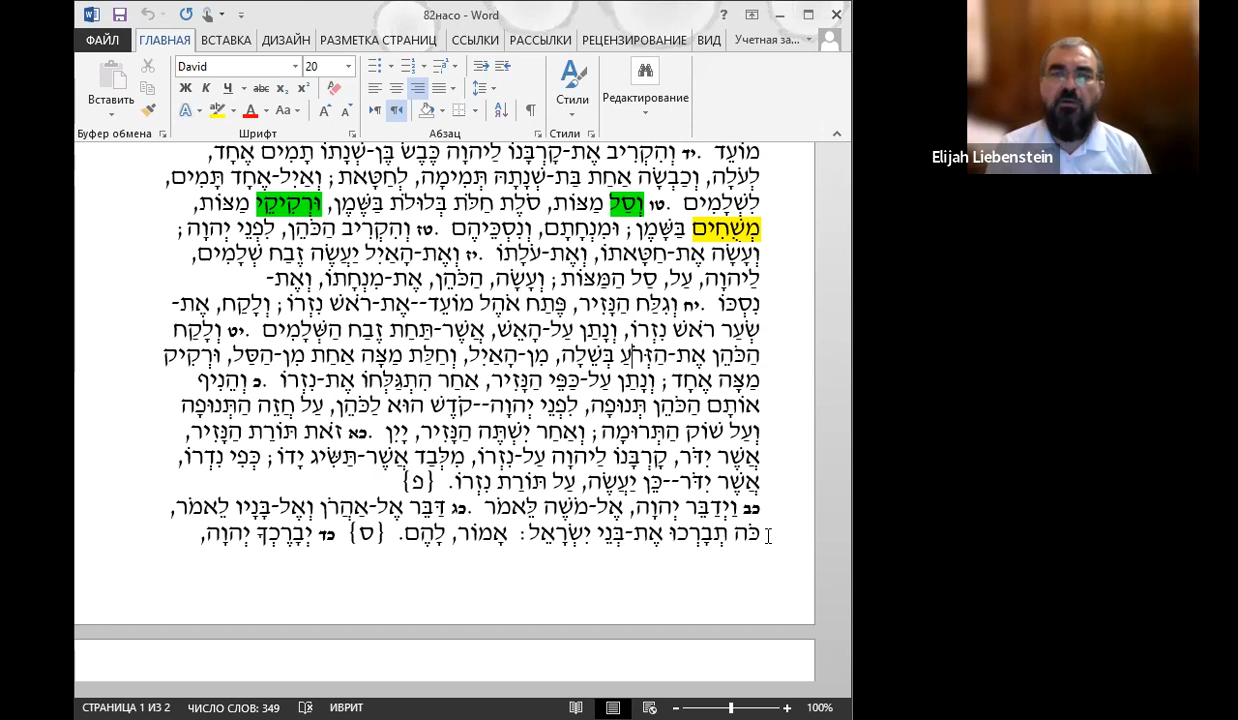 82насо - Word
ФАЙЛ ГЛАВНАЯ ВСТАВКА ДИЗАЙН РАЗМЕТКА СТРАНИЦ ССЫЛКИ РАССЫЛКИ РЕЦЕНЗИРОВАНИЕ ВИД Учетная за...
David 20
Вставить Ж К Ч abc x₂ x² Стили Редактирование
A Aa A A
Буфер обмена Шрифт Абзац Стили
מוֹעֵד .יד וְהִקְרִיב אֶת-קָרְבָּנוֹ לַיהוָה כֶּבֶשׂ בֶּן-שְׁנָתוֹ תָמִים אֶחָד,
לְעֹלָה, וְכַבְשָׂה אַחַת בַּת-שְׁנָתָהּ תְּמִימָה, לְחַטָּאת; וְאַיִל-אֶחָד תָּמִים,
לִשְׁלָמִים .טו וְסַל מַצּוֹת, סֹלֶת חַלֹּת בְּלוּלֹת בַּשֶּׁמֶן, וּרְקִיקֵי מַצּוֹת,
מְשֻׁחִים בַּשָּׁמֶן; וּמִנְחָתָם, וְנִסְכֵּיהֶם .טז וְהִקְרִיב הַכֹּהֵן, לִפְנֵי יְהוָה;
וְעָשָׂה אֶת-חַטָּאתוֹ, וְאֶת-עֹלָתוֹ .יז וְאֶת-הָאַיִל יַעֲשֶׂה זֶבַח שְׁלָמִים,
לַיהוָה, עַל, סַל הַמַּצּוֹת; וְעָשָׂה, הַכֹּהֵן, אֶת-מִנְחָתוֹ, וְאֶת-
נִסְכּוֹ .יח וְגִלַּח הַנָּזִיר, פֶּתַח אֹהֶל מוֹעֵד--אֶת-רֹאשׁ נִזְרוֹ; וְלָקַח, אֶת-
שְׂעַר רֹאשׁ נִזְרוֹ, וְנָתַן עַל-הָאֵשׁ, אֲשֶׁר-תַּחַת זֶבַח הַשְּׁלָמִים .יט וְלָקַח
הַכֹּהֵן אֶת-הַזְּרֹעַ בְּשֵׁלָה, מִן-הָאַיִל, וְחַלַּת מַצָּה אַחַת מִן-הַסַּל, וּרְקִיק
מַצָּה אֶחָד; וְנָתַן עַל-כַּפֵּי הַנָּזִיר, אַחַר הִתְגַּלְּחוֹ אֶת-נִזְרוֹ .כ וְהֵנִיף
אוֹתָם הַכֹּהֵן תְּנוּפָה, לִפְנֵי יְהוָה--קֹדֶשׁ הוּא לַכֹּהֵן, עַל חֲזֵה הַתְּנוּפָה
וְעַל שׁוֹק הַתְּרוּמָה; וְאַחַר יִשְׁתֶּה הַנָּזִיר, יָיִן .כא זֹאת תּוֹרַת הַנָּזִיר,
אֲשֶׁר יִדֹּר, קָרְבָּנוֹ לַיהוָה עַל-נִזְרוֹ, מִלְּבַד אֲשֶׁר-תַּשִּׂיג יָדוֹ; כְּפִי נִדְרוֹ,
אֲשֶׁר יִדֹּר--כֵּן יַעֲשֶׂה, עַל תּוֹרַת נִזְרוֹ. {פ}
כב וַיְדַבֵּר יְהוָה, אֶל-מֹשֶׁה לֵּאמֹר .כג דַּבֵּר אֶל-אַהֲרֹן וְאֶל-בָּנָיו לֵאמֹר,
כֹּה תְבָרְכוּ אֶת-בְּנֵי יִשְׂרָאֵל: אָמוֹר, לָהֶם. {ס} כד יְבָרֶכְךָ יְהוָה,
СТРАНИЦА 1 ИЗ 2 ЧИСЛО СЛОВ: 349 ИВРИТ 100%
Elijah Liebenstein